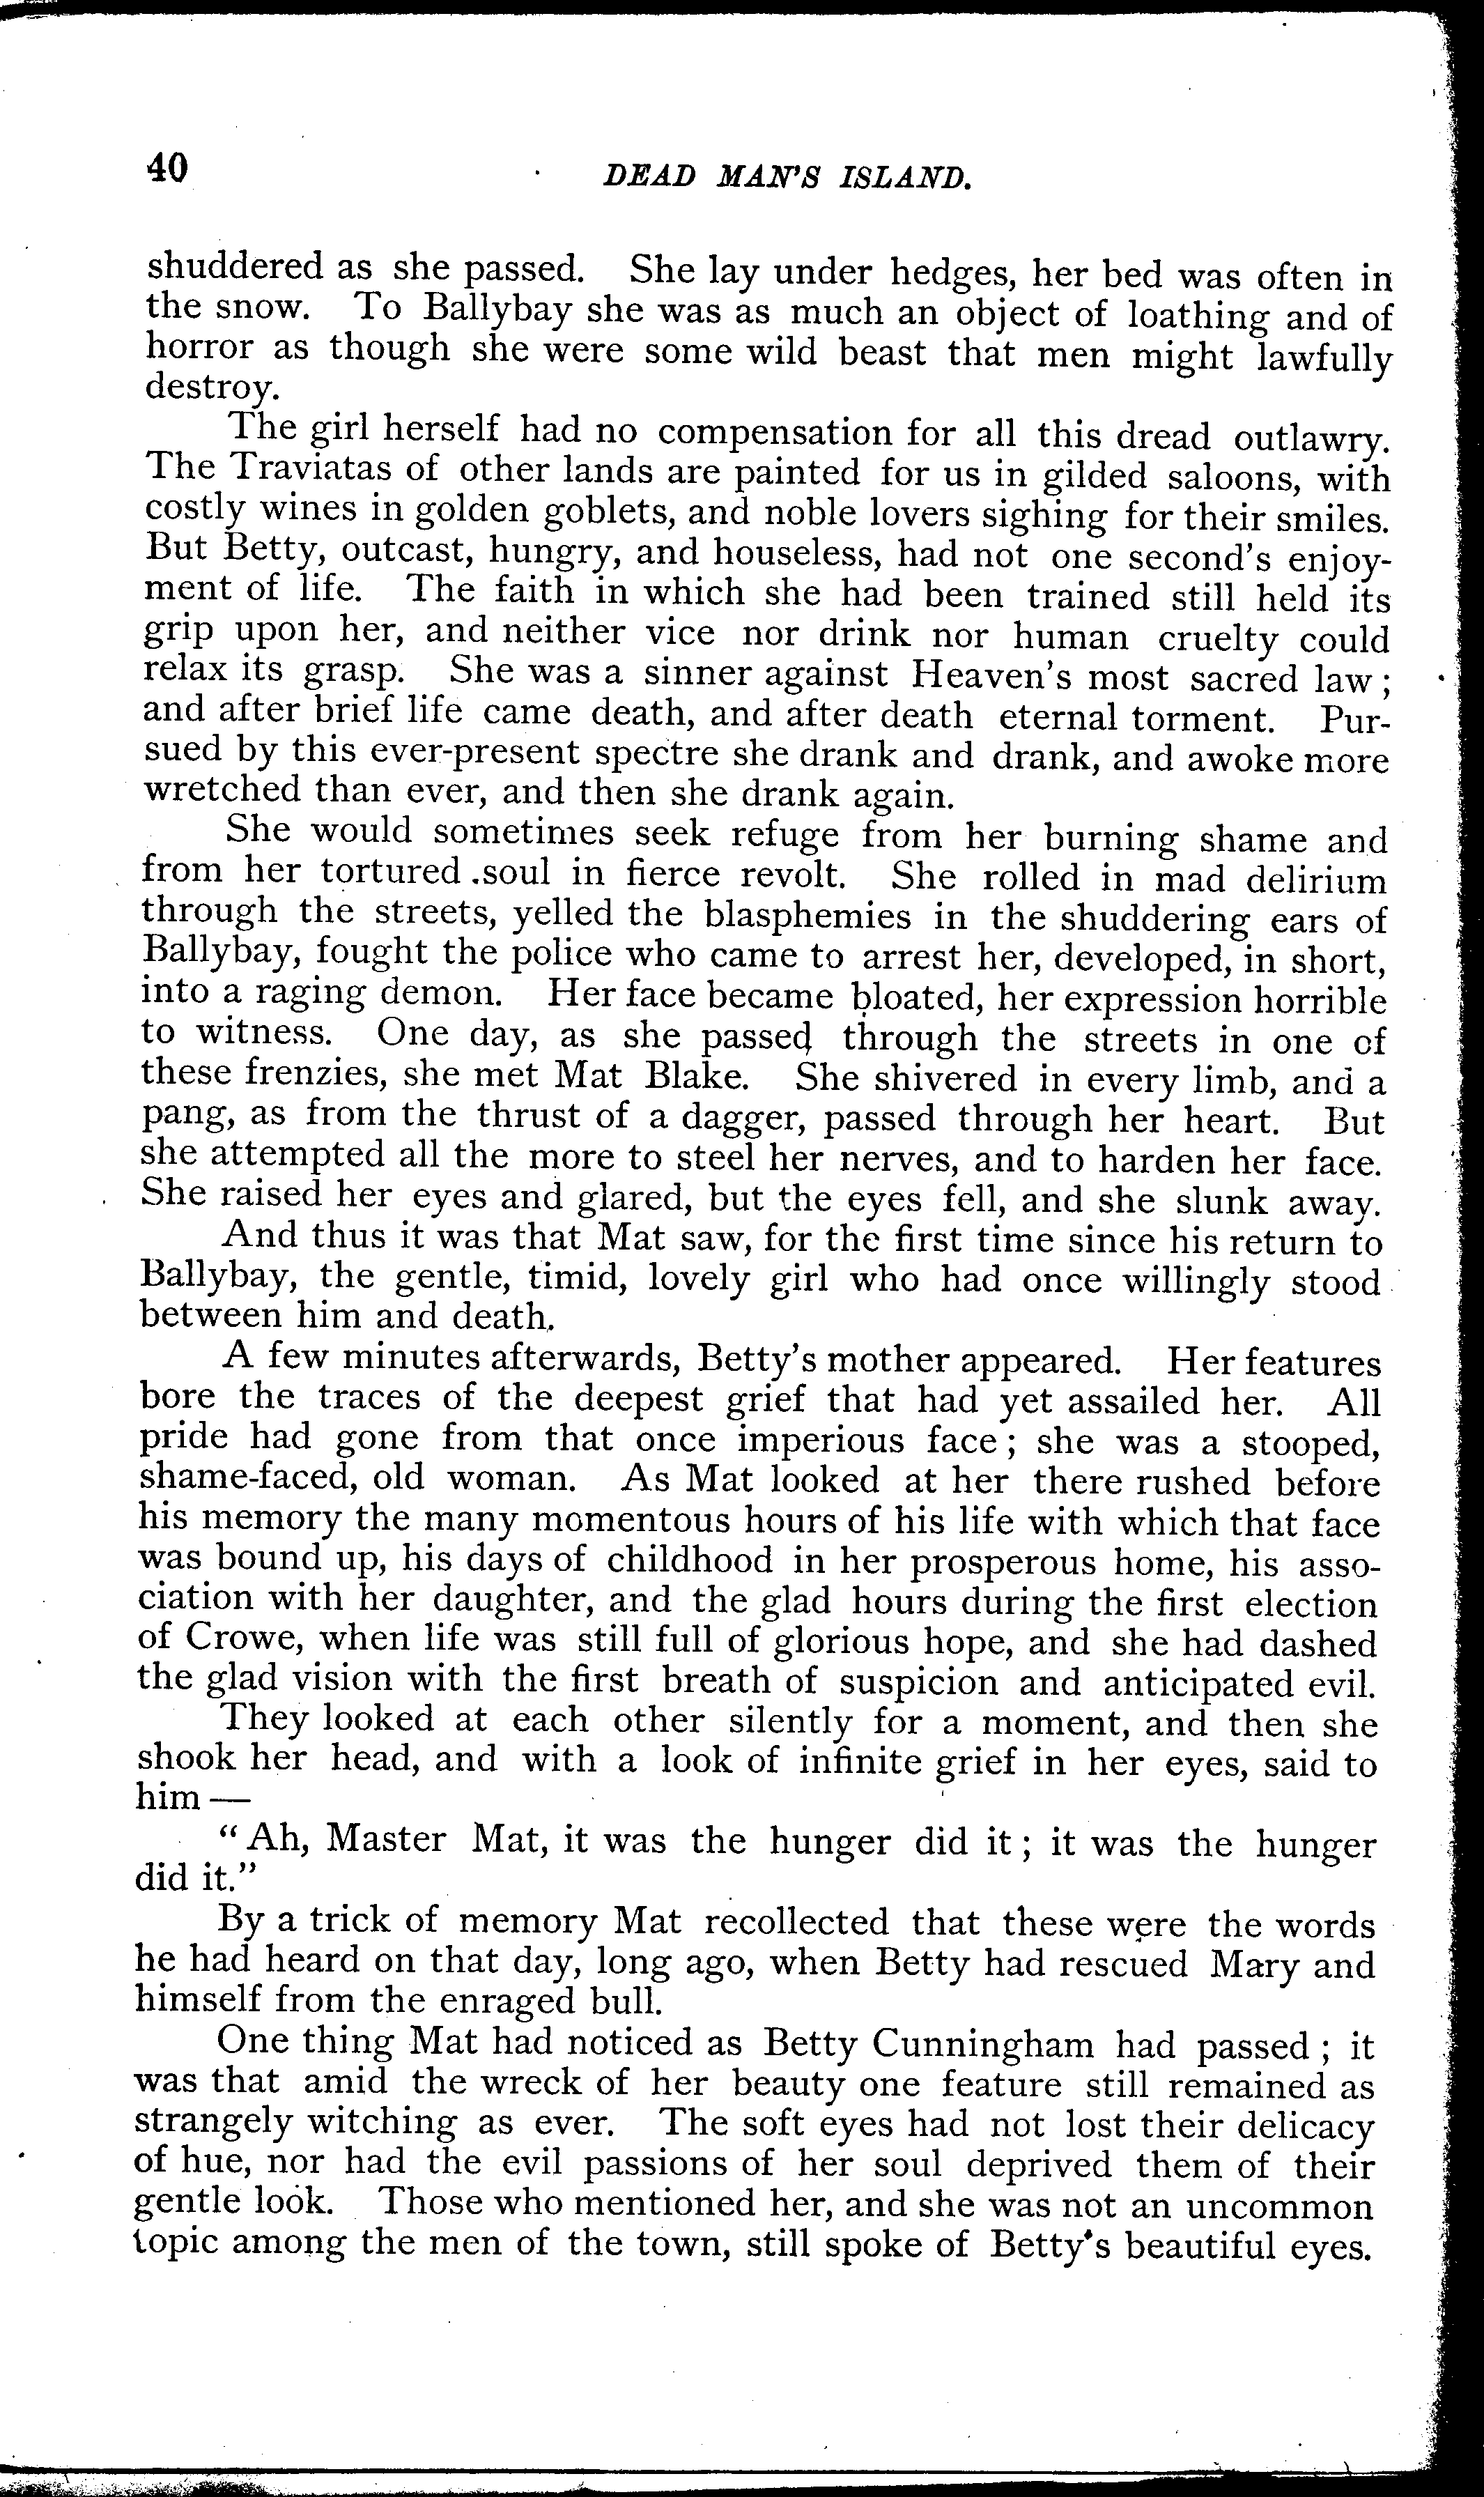 40
DEAD MAN'S ISLAND.
shuddered as she passed. She lay under hedges, her bed was often in
the snow. To Ballybay she was as much an object of loathing and of
horror as though she were some wild beast that men might lawfully
destroy.
The girl herself had no compensation for all this dread outlawry.
The Traviatas of other lands are painted for us in gilded saloons, with
costly wines in golden goblets, and noble lovers sighing for their smiles.
But Betty, outcast, hungry, and houseless, had not one second's enjoy-
ment of life. The faith in which she had been trained still held its
grip upon her, and neither vice nor drink nor human cruelty could
relax its grasp. She was a sinner against Heaven's most sacred law ;
and after brief life came death, and after death eternal torment. Pur-
sued by this ever-present spectre she drank and drank, and awoke more
wretched than ever, and then she drank again.
She would sometimes seek refuge from her burning shame and
from her tortured .soul in fierce revolt. She rolled in mad delirium
through the streets, yelled the blasphemies in the shuddering ears of
Ballybay, fought the police who came to arrest her, developed, in short,
into a raging demon. Her face became bloated, her expression horrible
to witness. One day, as she passed through the streets in one of
these frenzies, she met Mat Blake. She shivered in every limb, and a
pang, as from the thrust of a dagger, passed through her heart. But
she attempted all the more to steel her nerves, and to harden her face.
She raised her eyes and glared, but the eyes fell, and she slunk away.
And thus it was that Mat saw, for the first time since his return to
Ballybay, the gentle, timid, lovely girl who had once willingly stood
between him and death.
A few minutes afterwards, Betty's mother appeared. Her features
bore the traces of the deepest grief that had yet assailed her. All
pride had gone from that once imperious face ; she was a stooped,
shame-faced, old woman. As Mat looked at her there rushed before
his memory the many momentous hours of his life with which that face
was bound up, his days of childhood in her prosperous home, his asso-
ciation with her daughter, and the glad hours during the first election
of Crowe, when life was still full of glorious hope, and she had dashed
the glad vision with the first breath of suspicion and anticipated evil.
They looked at each other silently for a moment, and then she
shook her head, and with a look of infinite grief in her eyes, said to
him —
“ Ah, Master Mat, it was the hunger did it ; it was the hunger
did it.”
By a trick of memory Mat recollected that these were the words
he had heard on that day, long ago, when Betty had rescued Mary and
himself from the enraged bull.
One thing Mat had noticed as Betty Cunningham had passed ; it
was that amid the wreck of her beauty one feature still remained as
strangely witching as ever. The soft eyes had not lost their delicacy
of hue, nor had the evil passions of her soul deprived them of their
gentle look. Those who mentioned her, and she was not an uncommon
topic among the men of the town, still spoke of Betty's beautiful eyes.